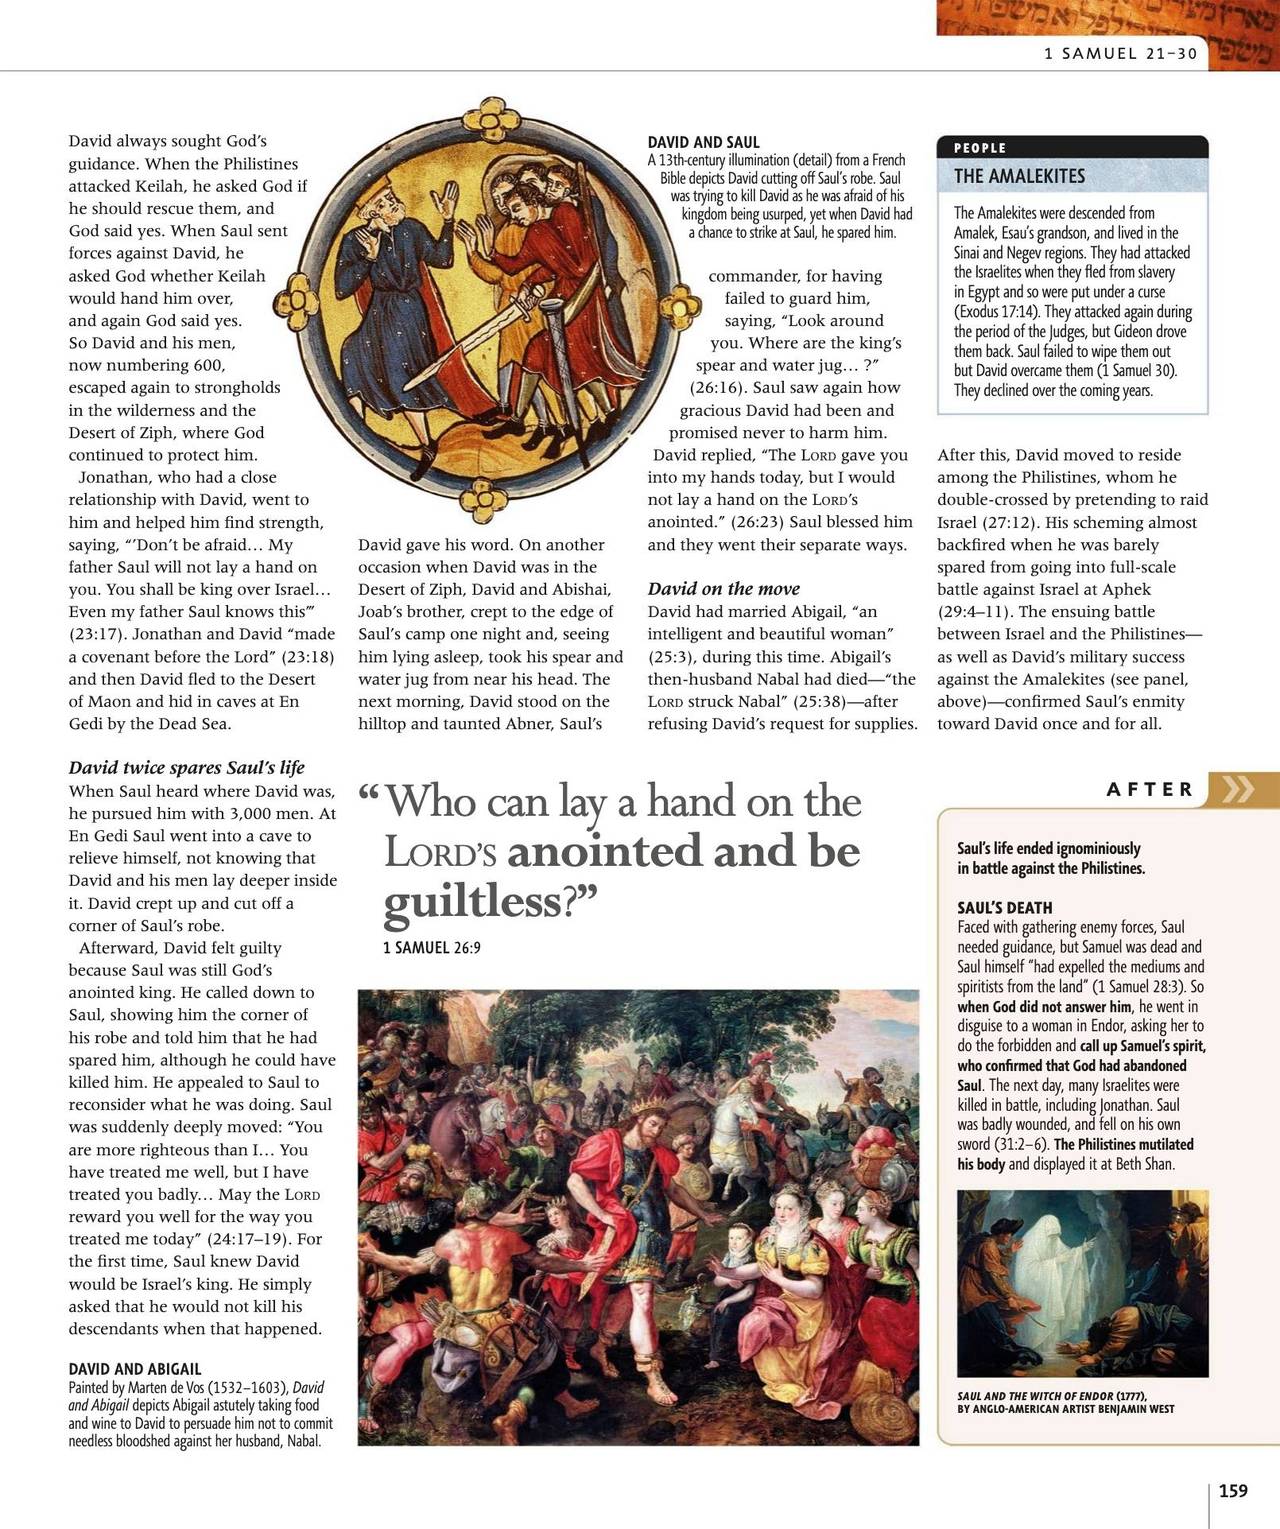 1 SAMUEL 21–30
David always sought God’s
guidance. When the Philistines
attacked Keilah, he asked God if
he should rescue them, and
God said yes. When Saul sent
forces against David, he
asked God whether Keilah
would hand him over,
and again God said yes.
So David and his men,
now numbering 600,
escaped again to strongholds
in the wilderness and the
Desert of Ziph, where God
continued to protect him.
Jonathan, who had a close
relationship with David, went to
him and helped him find strength,
saying, “‘Don’t be afraid… My
father Saul will not lay a hand on
you. You shall be king over Israel…
Even my father Saul knows this’”
(23:17). Jonathan and David “made
a covenant before the Lord” (23:18)
and then David fled to the Desert
of Maon and hid in caves at En
Gedi by the Dead Sea.
David twice spares Saul’s life
When Saul heard where David was,
he pursued him with 3,000 men. At
En Gedi Saul went into a cave to
relieve himself, not knowing that
David and his men lay deeper inside
it. David crept up and cut off a
corner of Saul’s robe.
Afterward, David felt guilty
because Saul was still God’s
anointed king. He called down to
Saul, showing him the corner of
his robe and told him that he had
spared him, although he could have
killed him. He appealed to Saul to
reconsider what he was doing. Saul
was suddenly deeply moved: “You
are more righteous than I… You
have treated me well, but I have
treated you badly… May the LORD
reward you well for the way you
treated me today” (24:17–19). For
the first time, Saul knew David
would be Israel’s king. He simply
asked that he would not kill his
descendants when that happened.
DAVID AND ABIGAIL
Painted by Marten de Vos (1532–1603), David
and Abigail depicts Abigail astutely taking food
and wine to David to persuade him not to commit
needless bloodshed against her husband, Nabal.
David gave his word. On another
occasion when David was in the
Desert of Ziph, David and Abishai,
Joab’s brother, crept to the edge of
Saul’s camp one night and, seeing
him lying asleep, took his spear and
water jug from near his head. The
next morning, David stood on the
hilltop and taunted Abner, Saul’s
DAVID AND SAUL
A 13th-century illumination (detail) from a French
Bible depicts David cutting off Saul’s robe. Saul
was trying to kill David as he was afraid of his
kingdom being usurped, yet when David had
a chance to strike at Saul, he spared him.
commander, for having
failed to guard him,
saying, “Look around
you. Where are the king’s
spear and water jug… ?”
(26:16). Saul saw again how
gracious David had been and
promised never to harm him.
David replied, “The LORD gave you
into my hands today, but I would
not lay a hand on the LORD’s
anointed.” (26:23) Saul blessed him
and they went their separate ways.
David on the move
David had married Abigail, “an
intelligent and beautiful woman”
(25:3), during this time. Abigail’s
then-husband Nabal had died—“the
LORD struck Nabal” (25:38)—after
refusing David’s request for supplies.
“Who can lay a hand on the
LORD’S anointed and be
guiltless?”
1 SAMUEL 26:9
PEOPLE
THE AMALEKITES
The Amalekites were descended from
Amalek, Esau’s grandson, and lived in the
Sinai and Negev regions. They had attacked
the Israelites when they fled from slavery
in Egypt and so were put under a curse
(Exodus 17:14). They attacked again during
the period of the Judges, but Gideon drove
them back. Saul failed to wipe them out
but David overcame them (1 Samuel 30).
They declined over the coming years.
After this, David moved to reside
among the Philistines, whom he
double-crossed by pretending to raid
Israel (27:12). His scheming almost
backfired when he was barely
spared from going into full-scale
battle against Israel at Aphek
(29:4–11). The ensuing battle
between Israel and the Philistines—
as well as David’s military success
against the Amalekites (see panel,
above)—confirmed Saul’s enmity
toward David once and for all.
AFTER
Saul’s life ended ignominiously
in battle against the Philistines.
SAUL’S DEATH
Faced with gathering enemy forces, Saul
needed guidance, but Samuel was dead and
Saul himself “had expelled the mediums and
spiritists from the land” (1 Samuel 28:3). So
when God did not answer him, he went in
disguise to a woman in Endor, asking her to
do the forbidden and call up Samuel’s spirit,
who confirmed that God had abandoned
Saul. The next day, many Israelites were
killed in battle, including Jonathan. Saul
was badly wounded, and fell on his own
sword (31:2–6). The Philistines mutilated
his body and displayed it at Beth Shan.
SAUL AND THE WITCH OF ENDOR (1777),
BY ANGLO-AMERICAN ARTIST BENJAMIN WEST
159